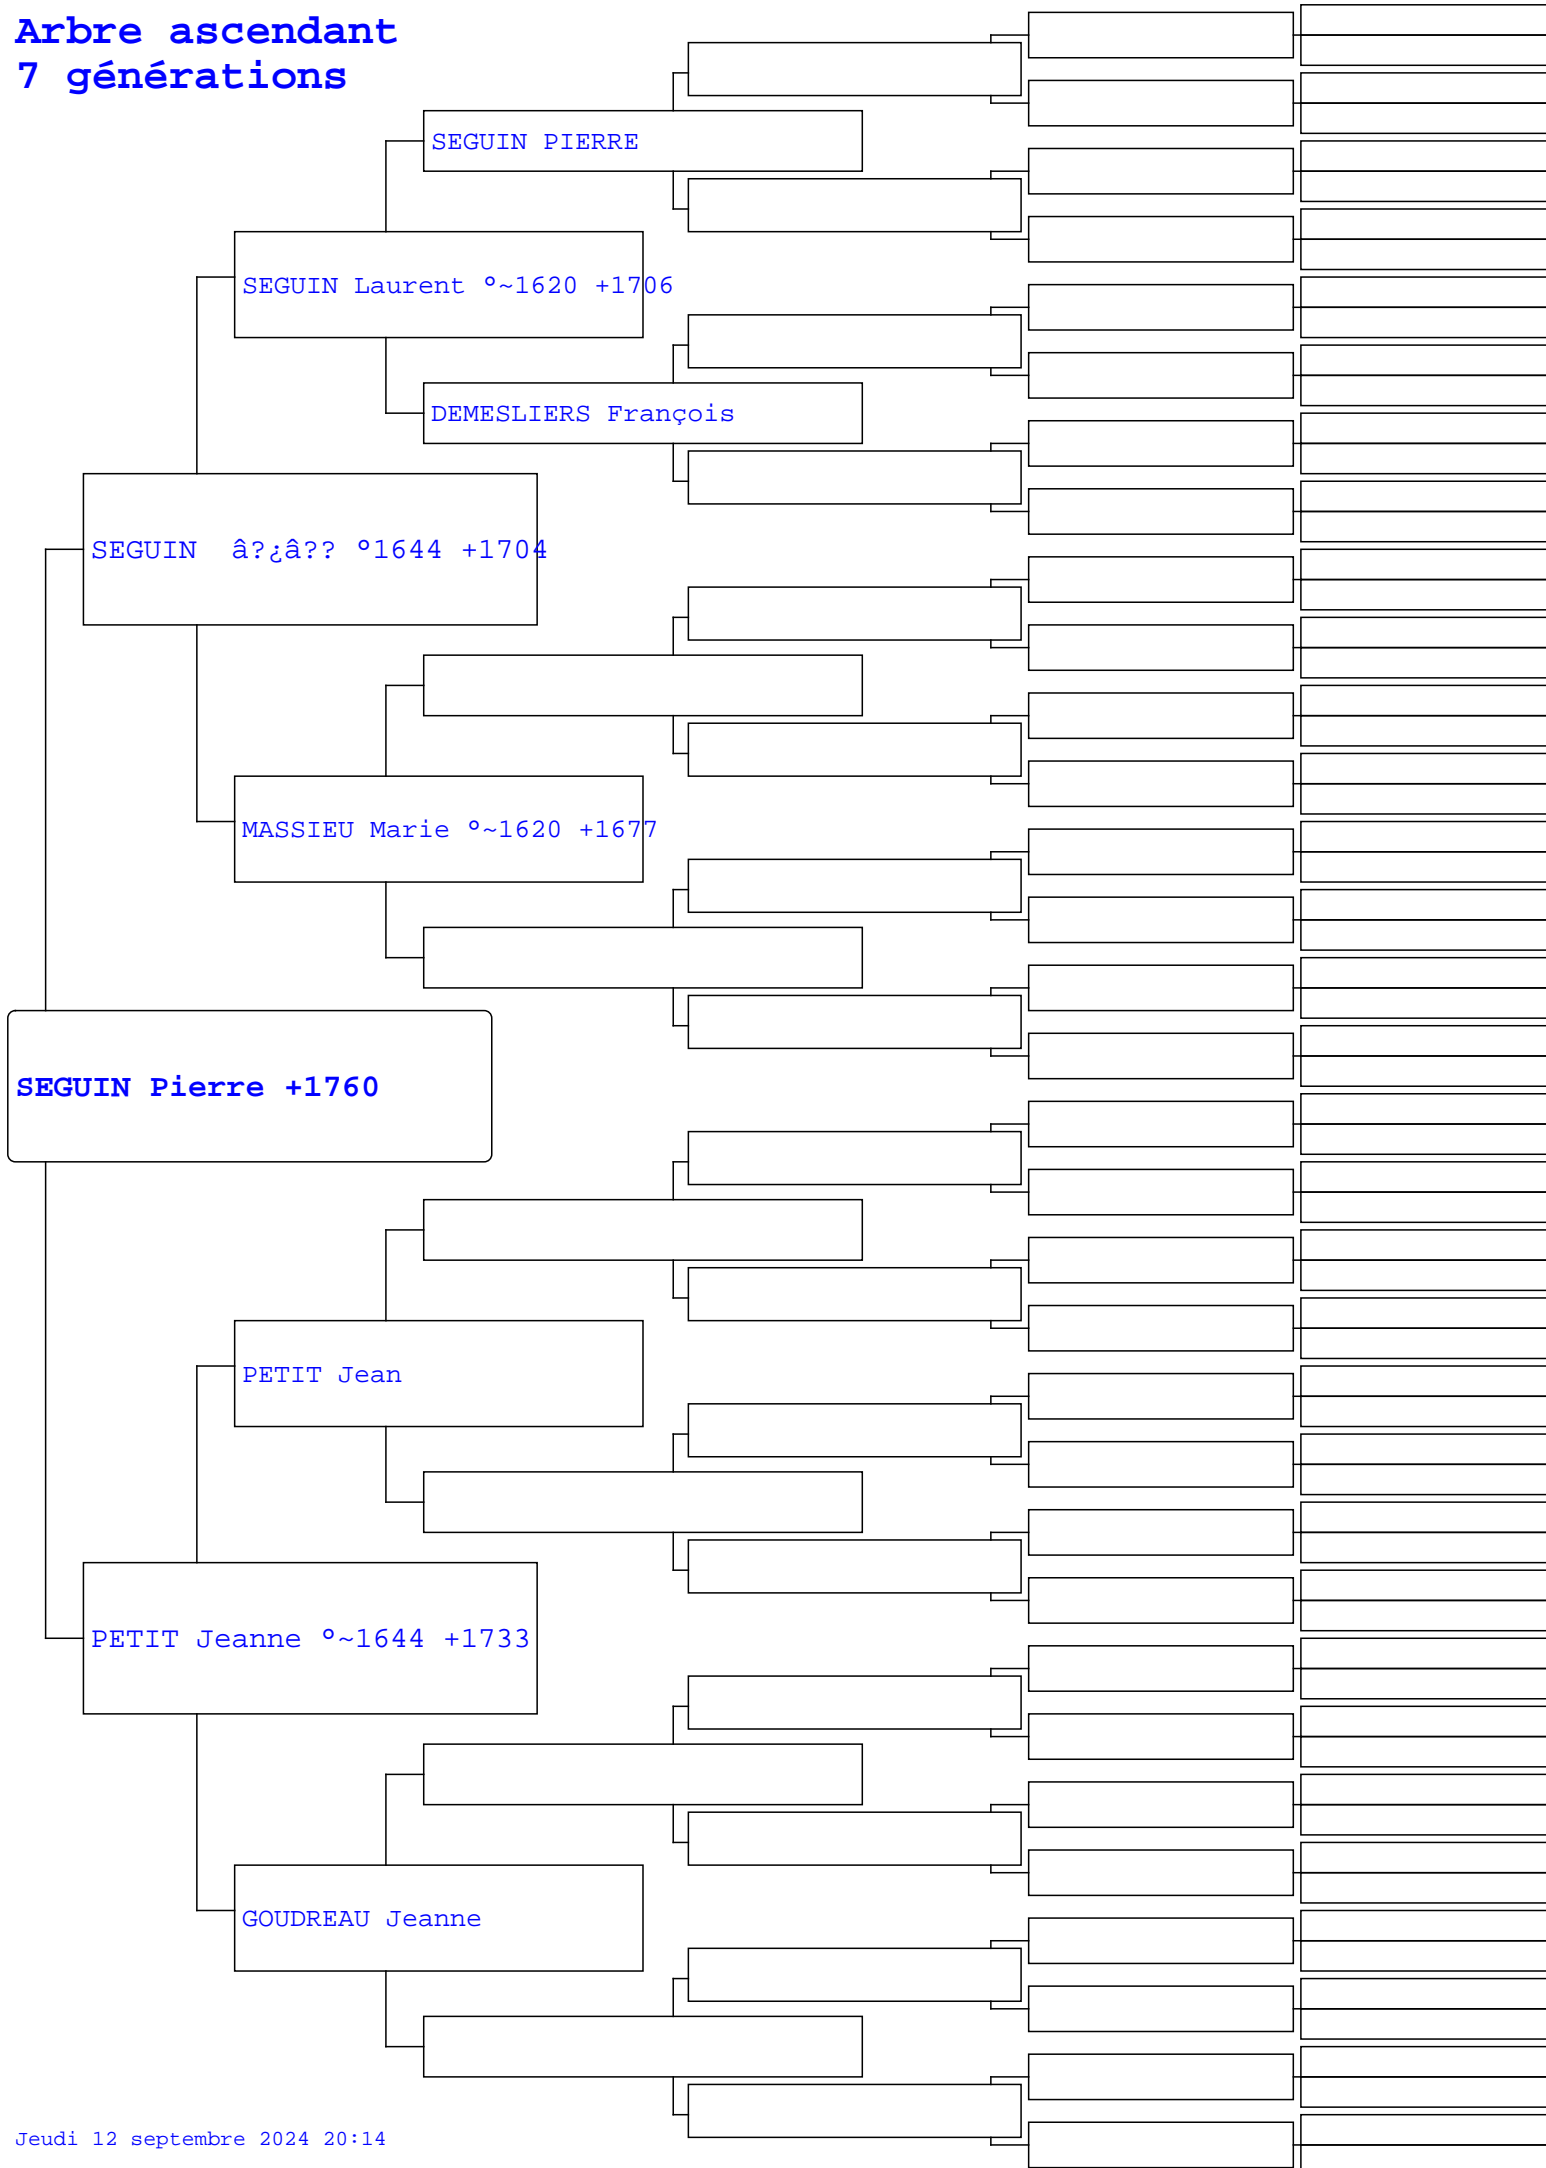 Arbre ascendant
7 générations
SEGUIN PIERRE
SEGUIN Laurent °~1620 +1706
DEMESLIERS François
SEGUIN  â?¿â?? °1644 +1704
MASSIEU Marie °~1620 +1677
SEGUIN Pierre +1760
PETIT Jean
PETIT Jeanne °~1644 +1733
GOUDREAU Jeanne
Jeudi 12 septembre 2024 20:14